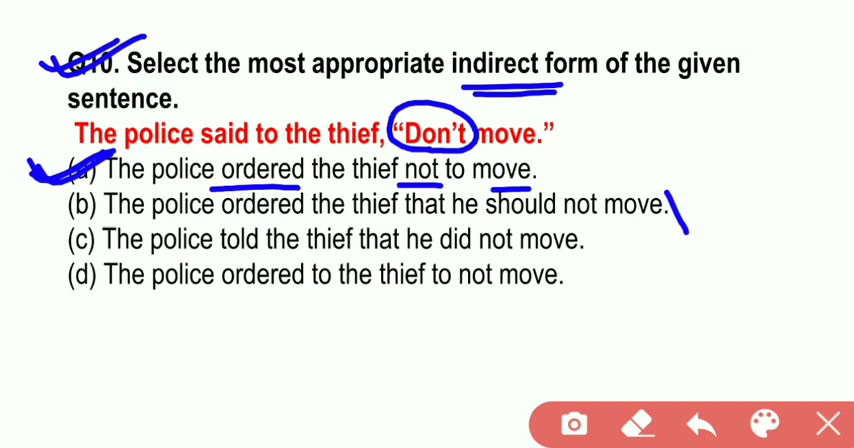 Q10. Select the most appropriate indirect form of the given
sentence.
The police said to the thief, “Don’t move.”
(a) The police ordered the thief not to move.
(b) The police ordered the thief that he should not move.
(c) The police told the thief that he did not move.
(d) The police ordered to the thief to not move.